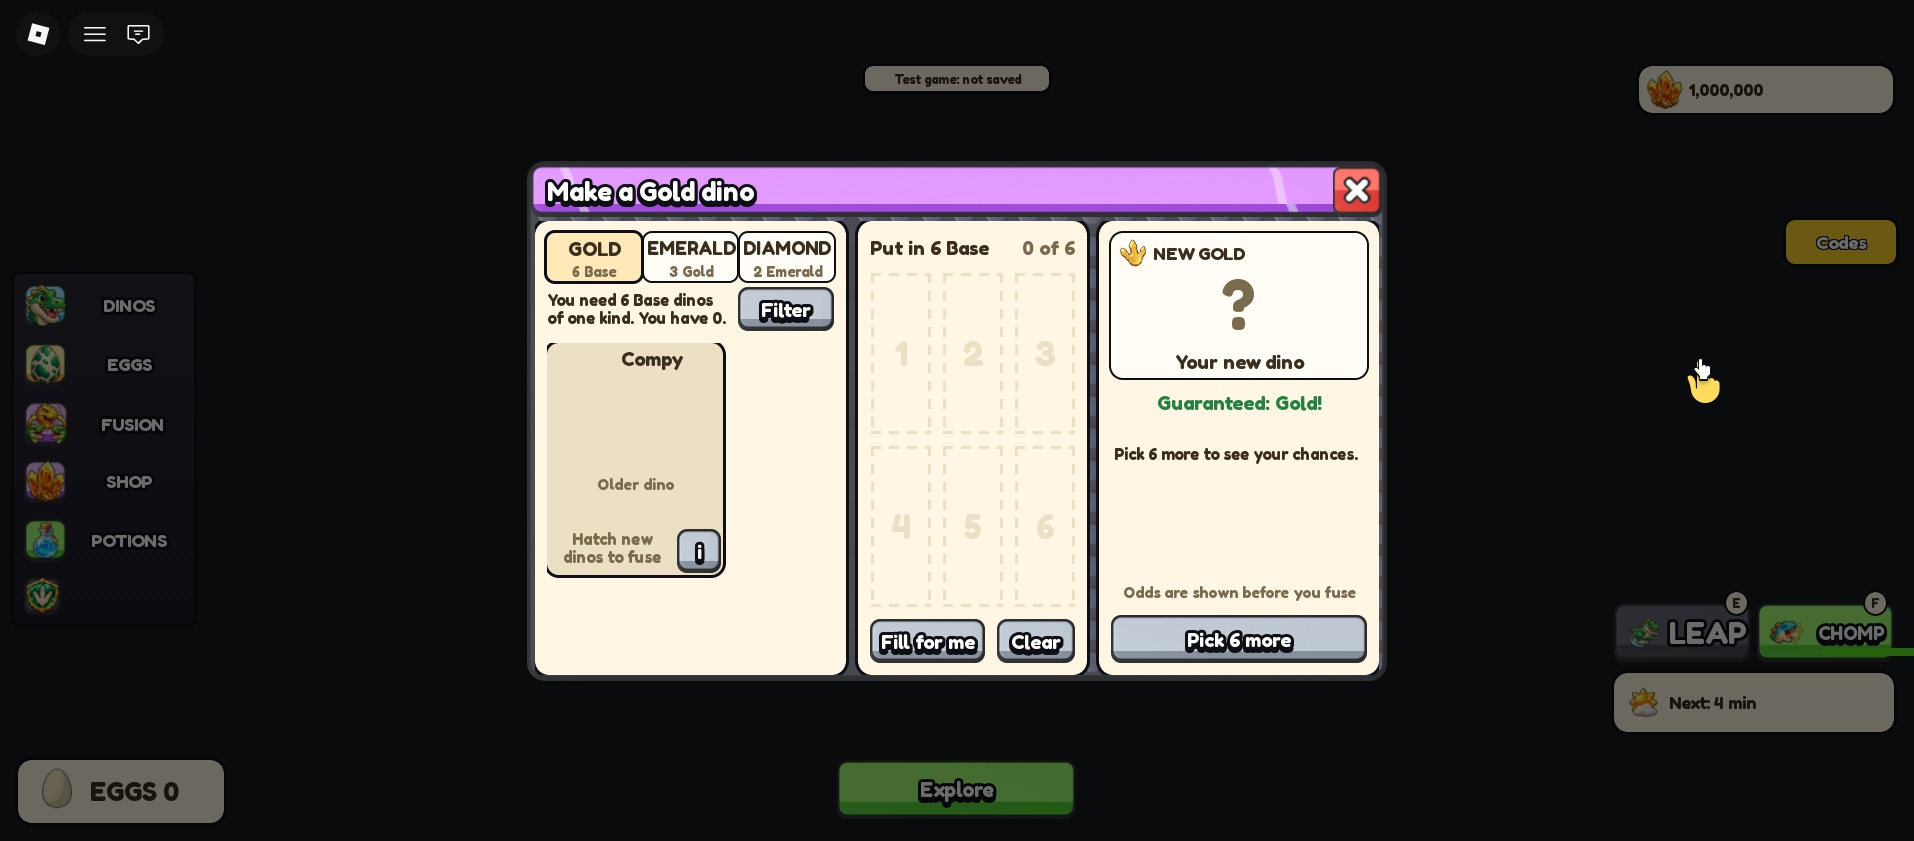 Test game: not saved
1,000,000
Make a Gold dino
GOLD
6 Base
EMERALD
3 Gold
DIAMOND
2 Emerald
You need 6 Base dinos
of one kind. You have 0.
Filter
Compy
Older dino
Hatch new
dinos to fuse
i
Put in 6 Base
0 of 6
1
2
3
4
5
6
Fill for me
Clear
NEW GOLD
?
Your new dino
Guaranteed: Gold!
Pick 6 more to see your chances.
Odds are shown before you fuse
Pick 6 more
Codes
DINOS
EGGS
FUSION
SHOP
POTIONS
E
LEAP
F
CHOMP
Next: 4 min
EGGS 0
Explore